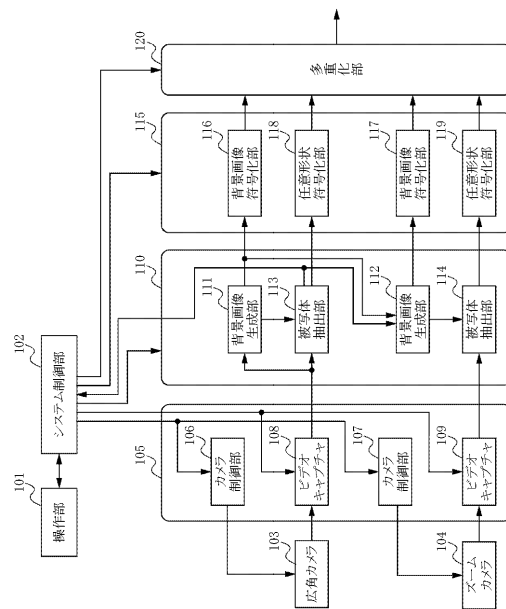 101
操作部
102
システム制御部
103
広角カメラ
104
ズーム
カメラ
105
106
カメラ
制御部
108
ビデオ
キャプチャ
107
カメラ
制御部
109
ビデオ
キャプチャ
110
111
背景画像
生成部
113
被写体
抽出部
112
背景画像
生成部
114
被写体
抽出部
115
116
背景画像
符号化部
118
任意形状
符号化部
117
背景画像
符号化部
119
任意形状
符号化部
120
多重化部